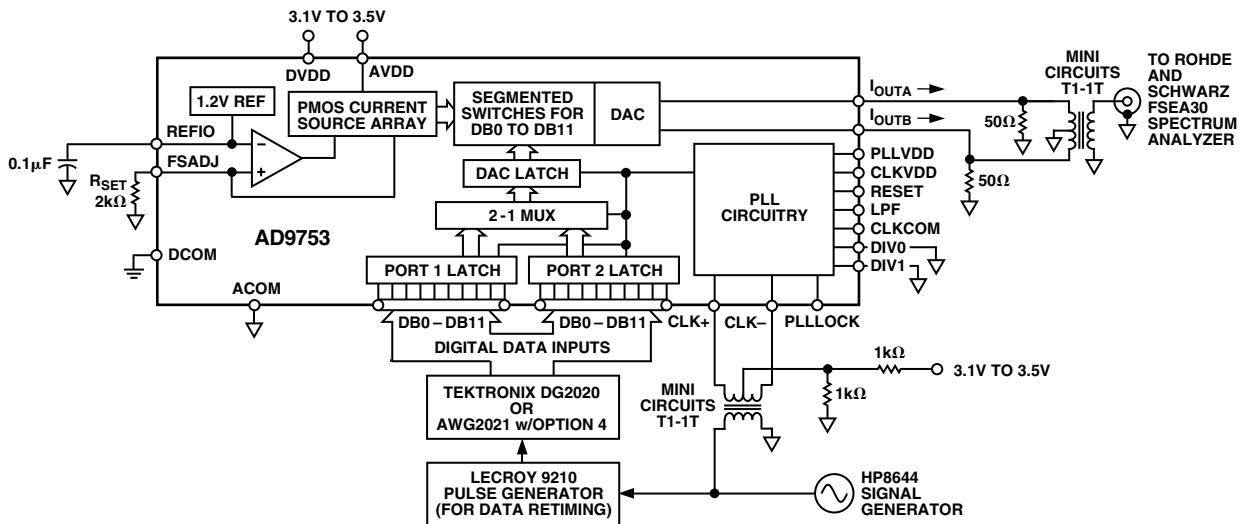 3.1V TO 3.5V
DVDD
AVDD
MINI
CIRCUITS
T1-1T
TO ROHDE
AND
SCHWARZ
FSEA30
SPECTRUM
ANALYZER
1.2V REF
PMOS CURRENT
SOURCE ARRAY
SEGMENTED
SWITCHES FOR
DB0 TO DB11
DAC
IOUTA
IOUTB
50Ω
50Ω
REFIO
FSADJ
0.1μF
RSET
2kΩ
−
+
DAC LATCH
2-1 MUX
PLL
CIRCUITRY
PLLVDD
CLKVDD
RESET
LPF
CLKCOM
DIV0
DIV1
AD9753
DCOM
ACOM
PORT 1 LATCH
PORT 2 LATCH
DB0 – DB11
DB0 – DB11
CLK+
CLK–
PLLLOCK
DIGITAL DATA INPUTS
1kΩ
3.1V TO 3.5V
1kΩ
MINI
CIRCUITS
T1-1T
TEKTRONIX DG2020
OR
AWG2021 w/OPTION 4
LECROY 9210
PULSE GENERATOR
(FOR DATA RETIMING)
HP8644
SIGNAL
GENERATOR